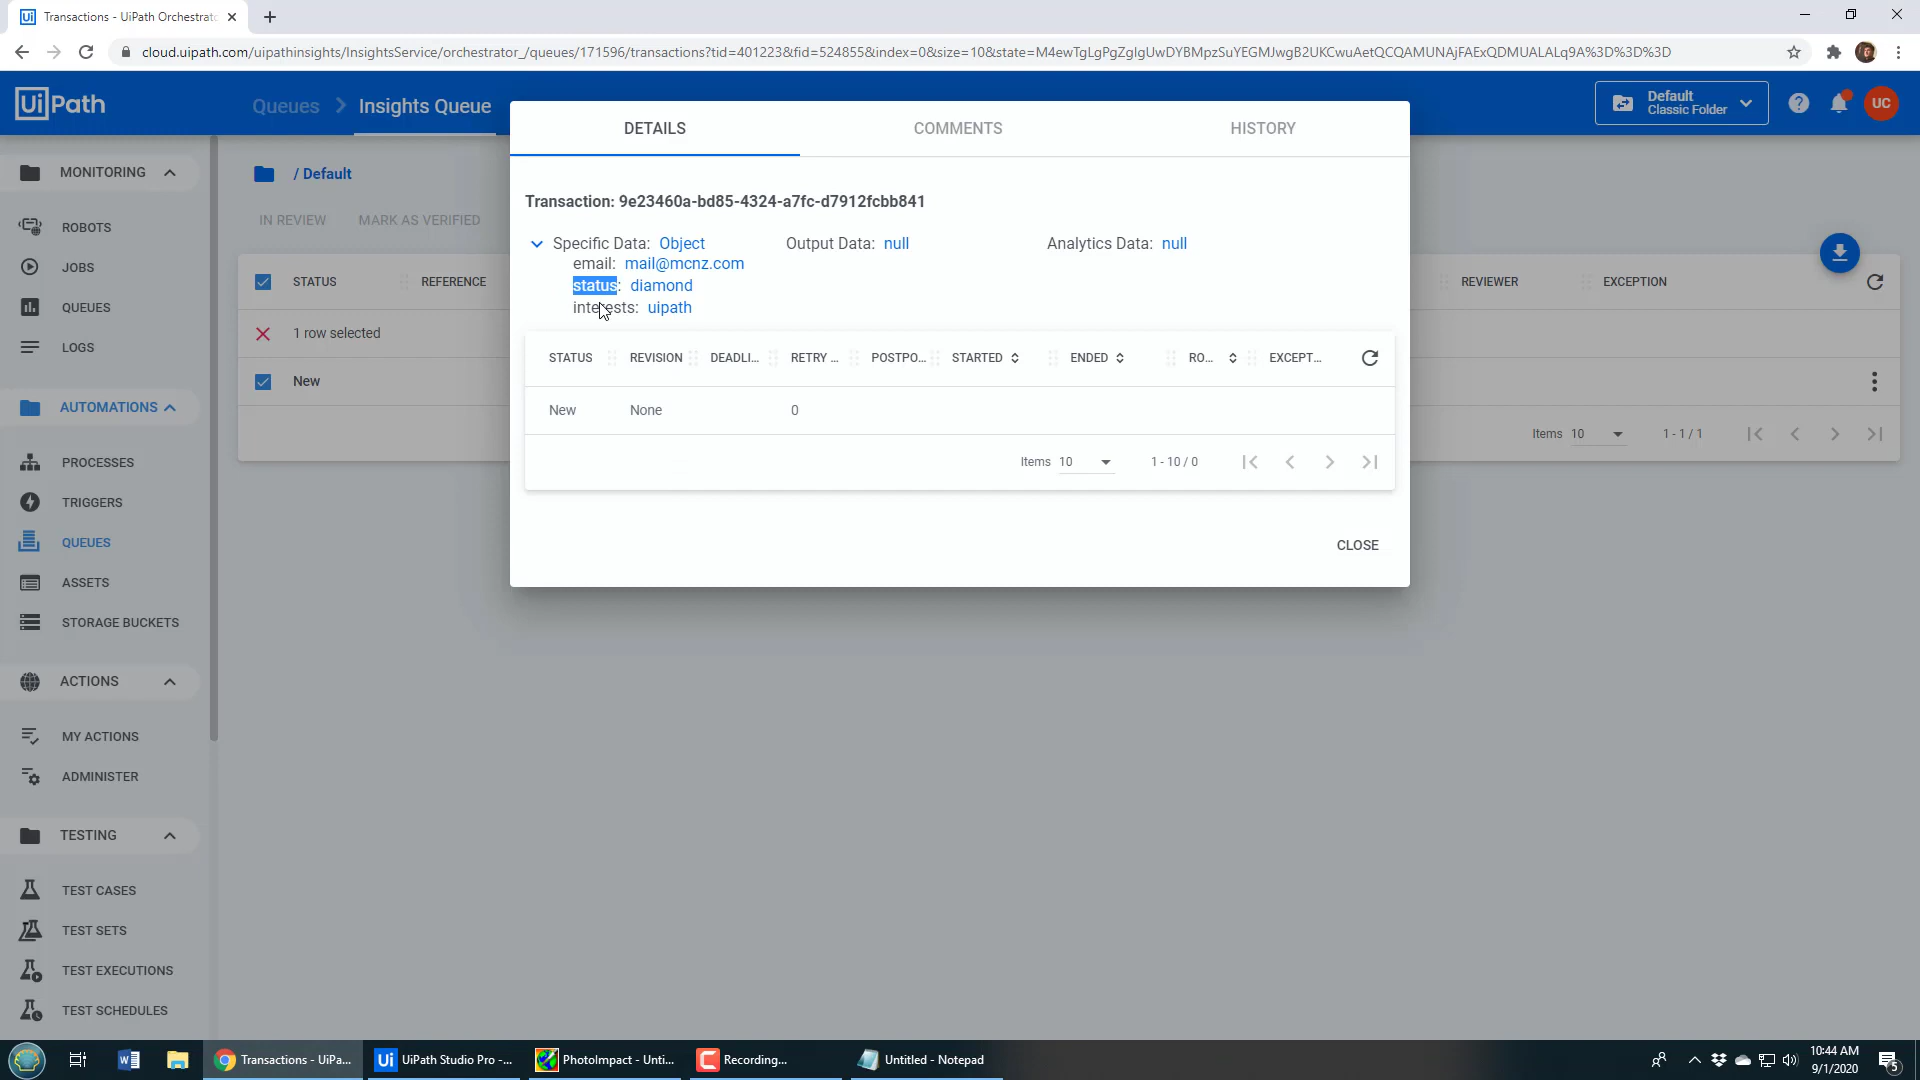 Transactions - UiPath Orchestrato
cloud.uipath.com/uipathinsights/InsightsService/orchestrator_/queues/171596/transactions?tid=401223&fid=524855&index=0&size=10&state=M4ewTgLgPgZglgUwDYBMpzSuYEGMJwgB2UKCwuAetQCQAMUNAjFAExQDMUALALq9A%3D%3D%3D
UiPath
Queues
Insights Queue
Default
Classic Folder
UC
MONITORING
ROBOTS
JOBS
QUEUES
LOGS
AUTOMATIONS
PROCESSES
TRIGGERS
QUEUES
ASSETS
STORAGE BUCKETS
ACTIONS
MY ACTIONS
ADMINISTER
TESTING
TEST CASES
TEST SETS
TEST EXECUTIONS
TEST SCHEDULES
/ Default
IN REVIEW MARK AS VERIFIED
STATUS REFERENCE REVIEWER EXCEPTION
1 row selected
New
Items 10 1 - 1 / 1
DETAILS COMMENTS HISTORY
Transaction: 9e23460a-bd85-4324-a7fc-d7912fcbb841
Specific Data: Object Output Data: null Analytics Data: null
email: mail@mcnz.com
status: diamond
interests: uipath
STATUS REVISION DEADLI... RETRY ... POSTPO... STARTED ENDED RO... EXCEPT...
New None 0
Items 10 1 - 10 / 0
CLOSE
Transactions - UiPa...
Ui UiPath Studio Pro -...
PhotoImpact - Unti...
Recording...
Untitled - Notepad
10:44 AM
9/1/2020
5